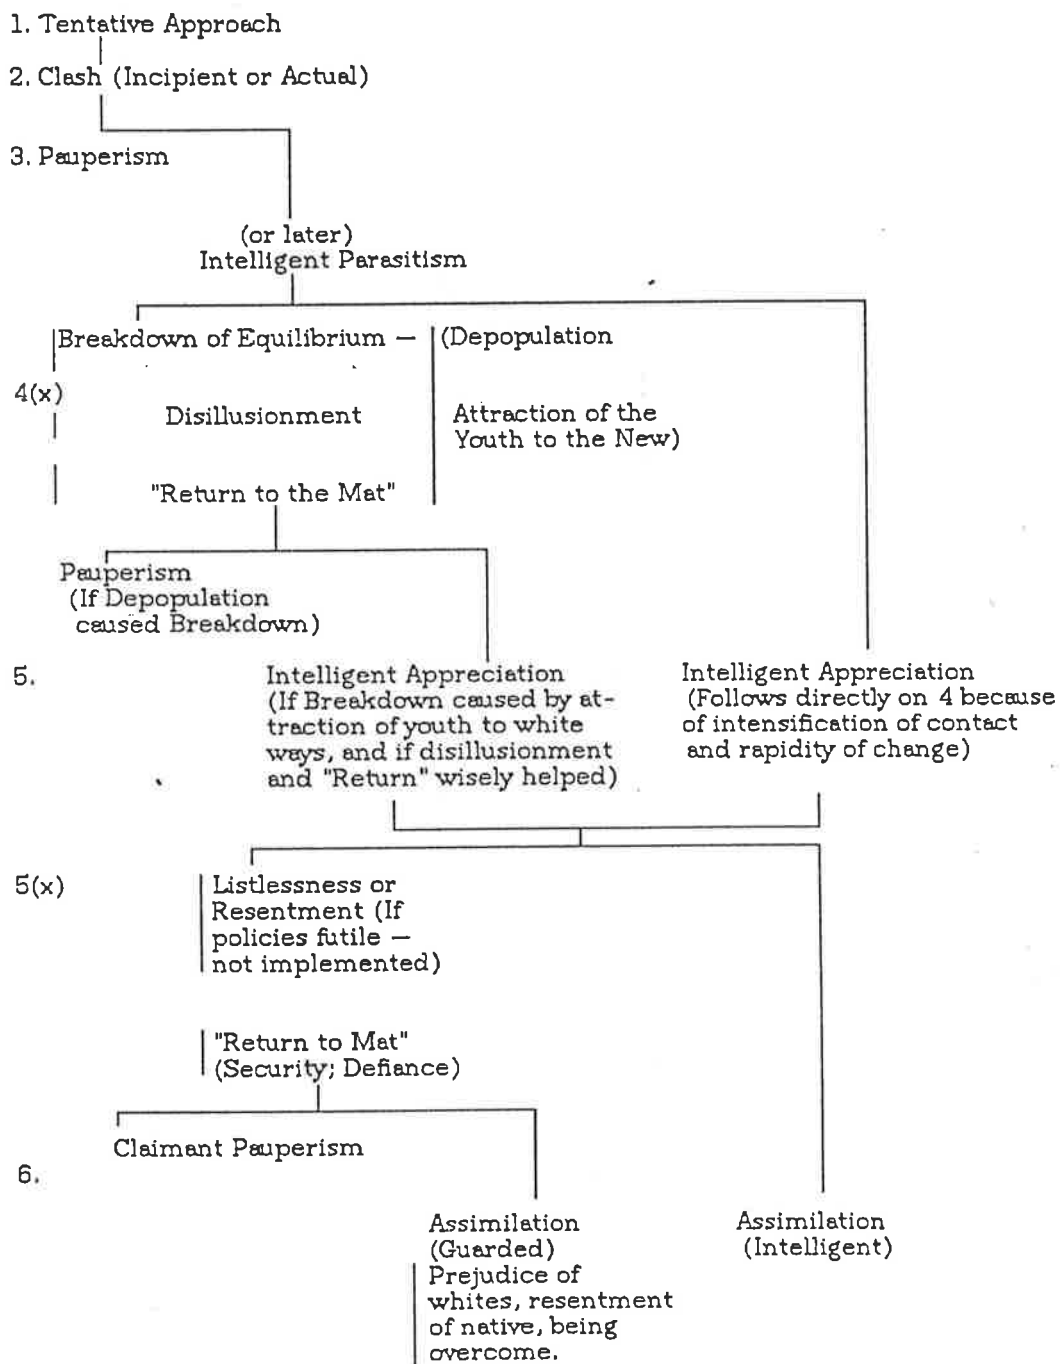 1. Tentative Approach
2. Clash (Incipient or Actual)
3. Pauperism
(or later)
Intelligent Parasitism
Breakdown of Equilibrium —
(Depopulation
4(x)
Disillusionment
Attraction of the
Youth to the New)
"Return to the Mat"
Pauperism
(If Depopulation
caused Breakdown)
5.
Intelligent Appreciation
(If Breakdown caused by at-
traction of youth to white
ways, and if disillusionment
and "Return" wisely helped)
Intelligent Appreciation
(Follows directly on 4 because
of intensification of contact
and rapidity of change)
5(x)
Listlessness or
Resentment (If
policies futile —
not implemented)
"Return to Mat"
(Security; Defiance)
Claimant Pauperism
6.
Assimilation
(Guarded)
Prejudice of
whites, resentment
of native, being
overcome.
Assimilation
(Intelligent)